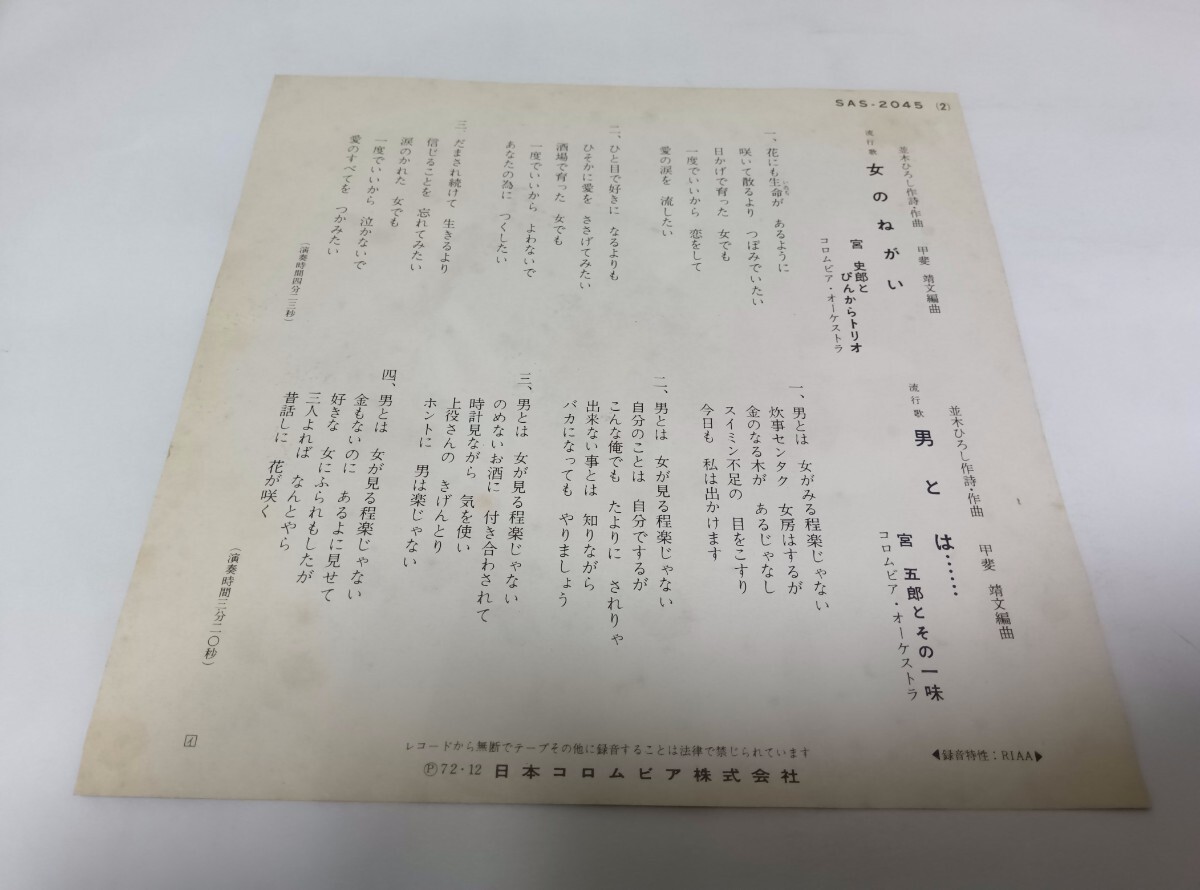 SAS-2045 (2)
並木ひろし作詩・作曲 甲斐 靖文編曲
流行歌 女のねがい
宮 史郎と
ぴんからトリオ
コロムビア・オーケストラ
一、花にも生命(いのち)が あるように
咲いて散るより つぼみでいたい
日かげで育った 女でも
一度でいいから 恋をして
愛の涙を 流したい
二、ひと目で好きに なるよりも
ひそかに愛を ささげてみたい
酒場で育った 女でも
一度でいいから よわないで
あなたの為に つくしたい
三、だまされ続けて 生きるより
信じることを 忘れてみたい
涙のかれた 女でも
一度でいいから 泣かないで
愛のすべてを つかみたい
(演奏時間四分二三秒)
並木ひろし作詩・作曲 甲斐 靖文編曲
流行歌 男とは……
宮 五郎とその一味
コロムビア・オーケストラ
一、男とは 女がみる程楽じゃない
炊事センタク 女房はするが
金のなる木が あるじゃなし
スイミン不足の 目をこすり
今日も 私は出かけます
二、男とは 女が見る程楽じゃない
自分のことは 自分でするが
こんな俺でも たよりに されりゃ
出来ない事とは 知りながら
バカになっても やりましょう
三、男とは 女が見る程楽じゃない
のめないお酒に 付き合わされて
時計見ながら 気を使い
上役さんの きげんとり
ホントに 男は楽じゃない
四、男とは 女が見る程楽じゃない
金もないのに あるよに見せて
好きな 女にふられもしたが
三人よれば なんとやら
昔話しに 花が咲く
(演奏時間三分二〇秒)
イ
レコードから無断でテープその他に録音することは法律で禁じられています
Ⓟ72・12 日本コロムビア株式会社
◀録音特性:RIAA▶